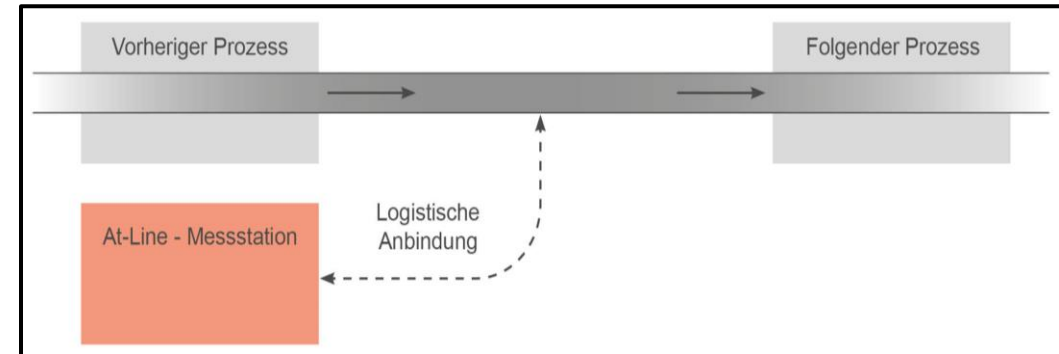 Vorheriger Prozess
Folgender Prozess
At-Line - Messstation
Logistische
Anbindung